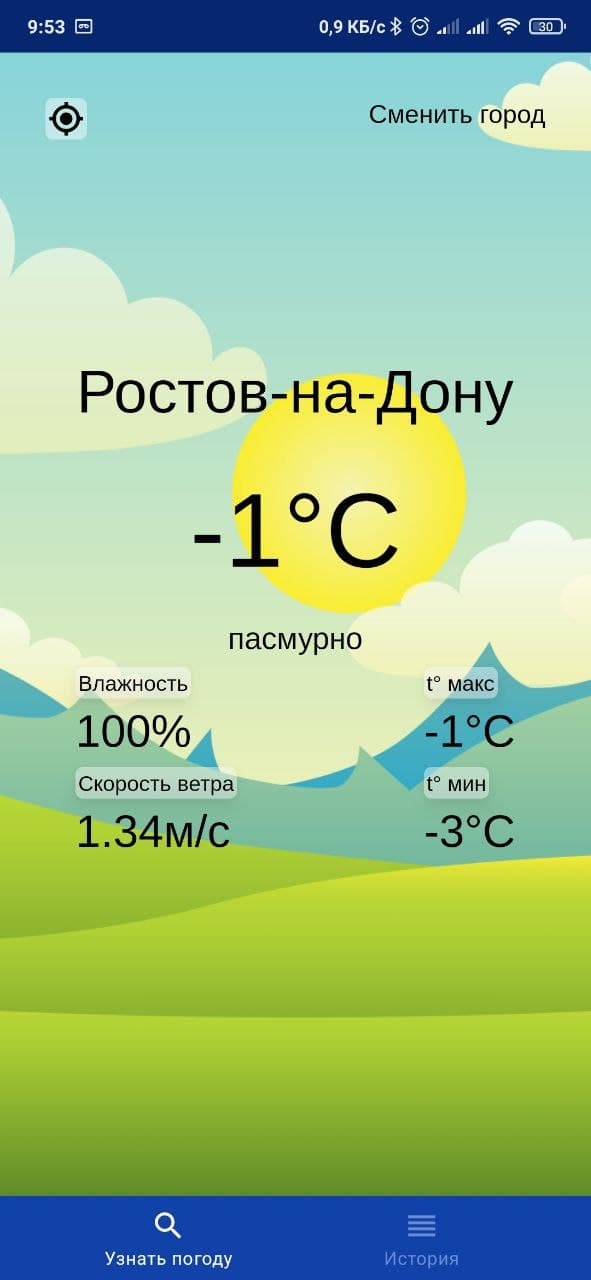 9:53 0,9 КБ/с 30
Сменить город
Ростов-на-Дону
-1°C
пасмурно
Влажность t° макс
100% -1°C
Скорость ветра t° мин
1.34м/с -3°C
Узнать погоду История